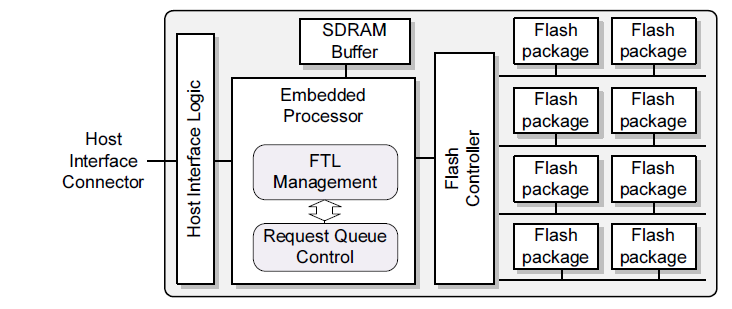 Host
Interface
Connector
Host Interface Logic
SDRAM
Buffer
Embedded
Processor
FTL
Management
Request Queue
Control
Flash
Controller
Flash
package
Flash
package
Flash
package
Flash
package
Flash
package
Flash
package
Flash
package
Flash
package